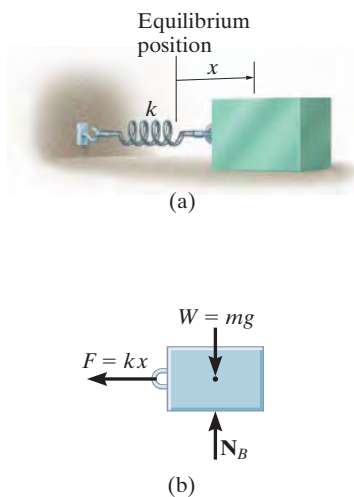 Equilibrium
position
x
k
(a)
W = mg
F = kx
N_B
(b)